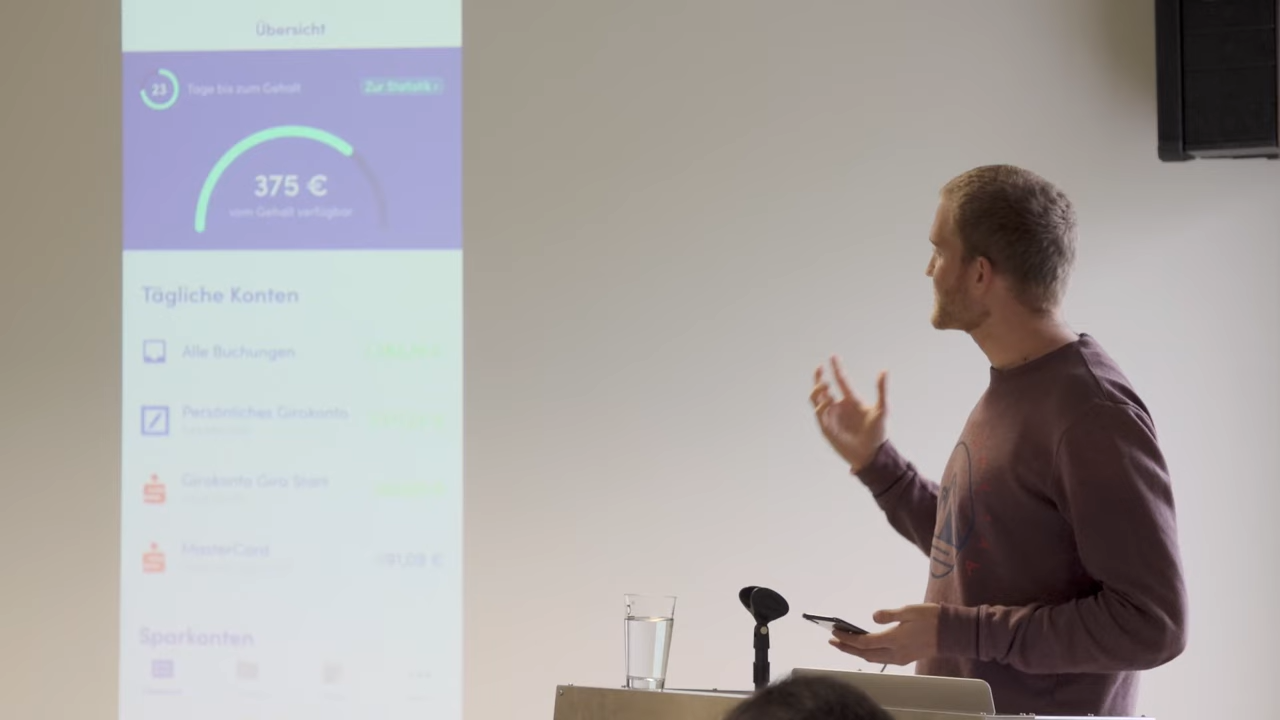 Übersicht
23
Tage bis zum Gehalt
Zur Statistik ›
375 €
vom Gehalt verfügbar
Tägliche Konten
Alle Buchungen
Persönliches Girokonto
Girokonto Giro Start
MasterCard
Sparkonten